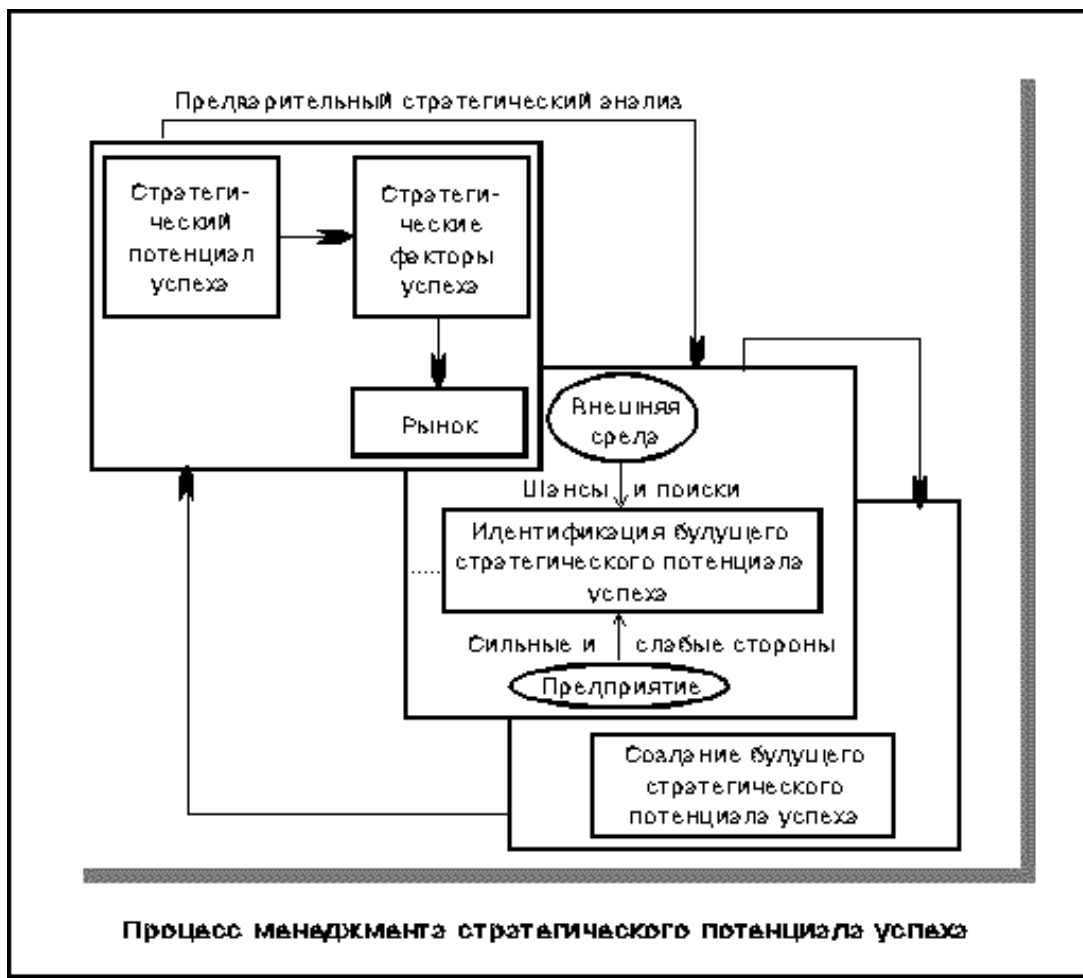 Предварительный стратегический анализ
Стратеги-
ческий
потенциал
успеха
Стратеги-
ческие
факторы
успеха
Рынок
Внешняя
среда
Шансы и поиски
Идентификация будущего
стратегического потенциала
успеха
Сильные и слабые стороны
Предприятие
Создание будущего
стратегического
потенциала успеха
Процесс менеджмента стратегического потенциала успеха